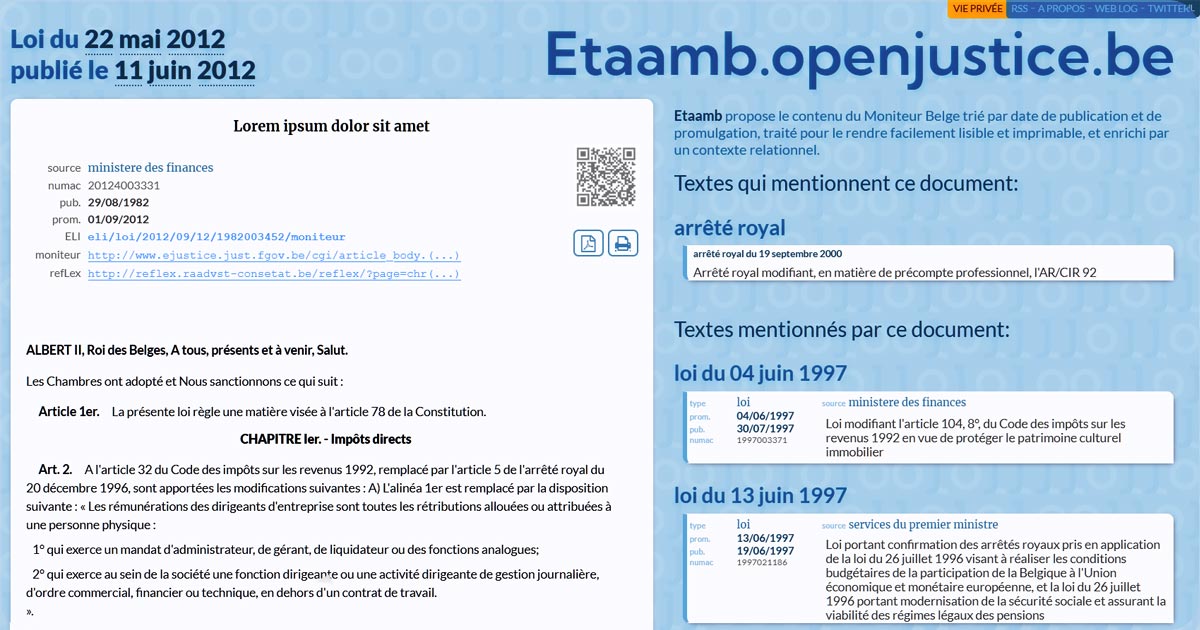 VIE PRIVÉE RSS - A PROPOS - WEB LOG - TWITTER
Loi du 22 mai 2012
publié le 11 juin 2012
Etaamb.openjustice.be
Lorem ipsum dolor sit amet
source ministere des finances
numac 20124003331
pub. 29/08/1982
prom. 01/09/2012
ELI eli/loi/2012/09/12/1982003452/moniteur
moniteur http://www.ejustice.just.fgov.be/cgi/article_body.(...)
refLex http://reflex.raadvst-consetat.be/reflex/?page=chr(...)
ALBERT II, Roi des Belges, A tous, présents et à venir, Salut.
Les Chambres ont adopté et Nous sanctionnons ce qui suit :
Article 1er. La présente loi règle une matière visée à l'article 78 de la Constitution.
CHAPITRE Ier. - Impôts directs
Art. 2. A l'article 32 du Code des impôts sur les revenus 1992, remplacé par l'article 5 de l'arrêté royal du
20 décembre 1996, sont apportées les modifications suivantes : A) L'alinéa 1er est remplacé par la disposition
suivante : « Les rémunérations des dirigeants d'entreprise sont toutes les rétributions allouées ou attribuées à
une personne physique :
1° qui exerce un mandat d'administrateur, de gérant, de liquidateur ou des fonctions analogues;
2° qui exerce au sein de la société une fonction dirigeante ou une activité dirigeante de gestion journalière,
d'ordre commercial, financier ou technique, en dehors d'un contrat de travail.
».
Etaamb propose le contenu du Moniteur Belge trié par date de publication et de
promulgation, traité pour le rendre facilement lisible et imprimable, et enrichi par
un contexte relationnel.
Textes qui mentionnent ce document:
arrêté royal
arrêté royal du 19 septembre 2000
Arrêté royal modifiant, en matière de précompte professionnel, l'AR/CIR 92
Textes mentionnés par ce document:
loi du 04 juin 1997
type loi source ministere des finances
prom. 04/06/1997
pub. 30/07/1997
numac 1997003371
Loi modifiant l'article 104, 8°, du Code des impôts sur les
revenus 1992 en vue de protéger le patrimoine culturel
immobilier
loi du 13 juin 1997
type loi source services du premier ministre
prom. 13/06/1997
pub. 19/06/1997
numac 1997021186
Loi portant confirmation des arrêtés royaux pris en application
de la loi du 26 juillet 1996 visant à réaliser les conditions
budgétaires de la participation de la Belgique à l'Union
économique et monétaire européenne, et la loi du 26 juillet
1996 portant modernisation de la sécurité sociale et assurant la
viabilité des régimes légaux des pensions